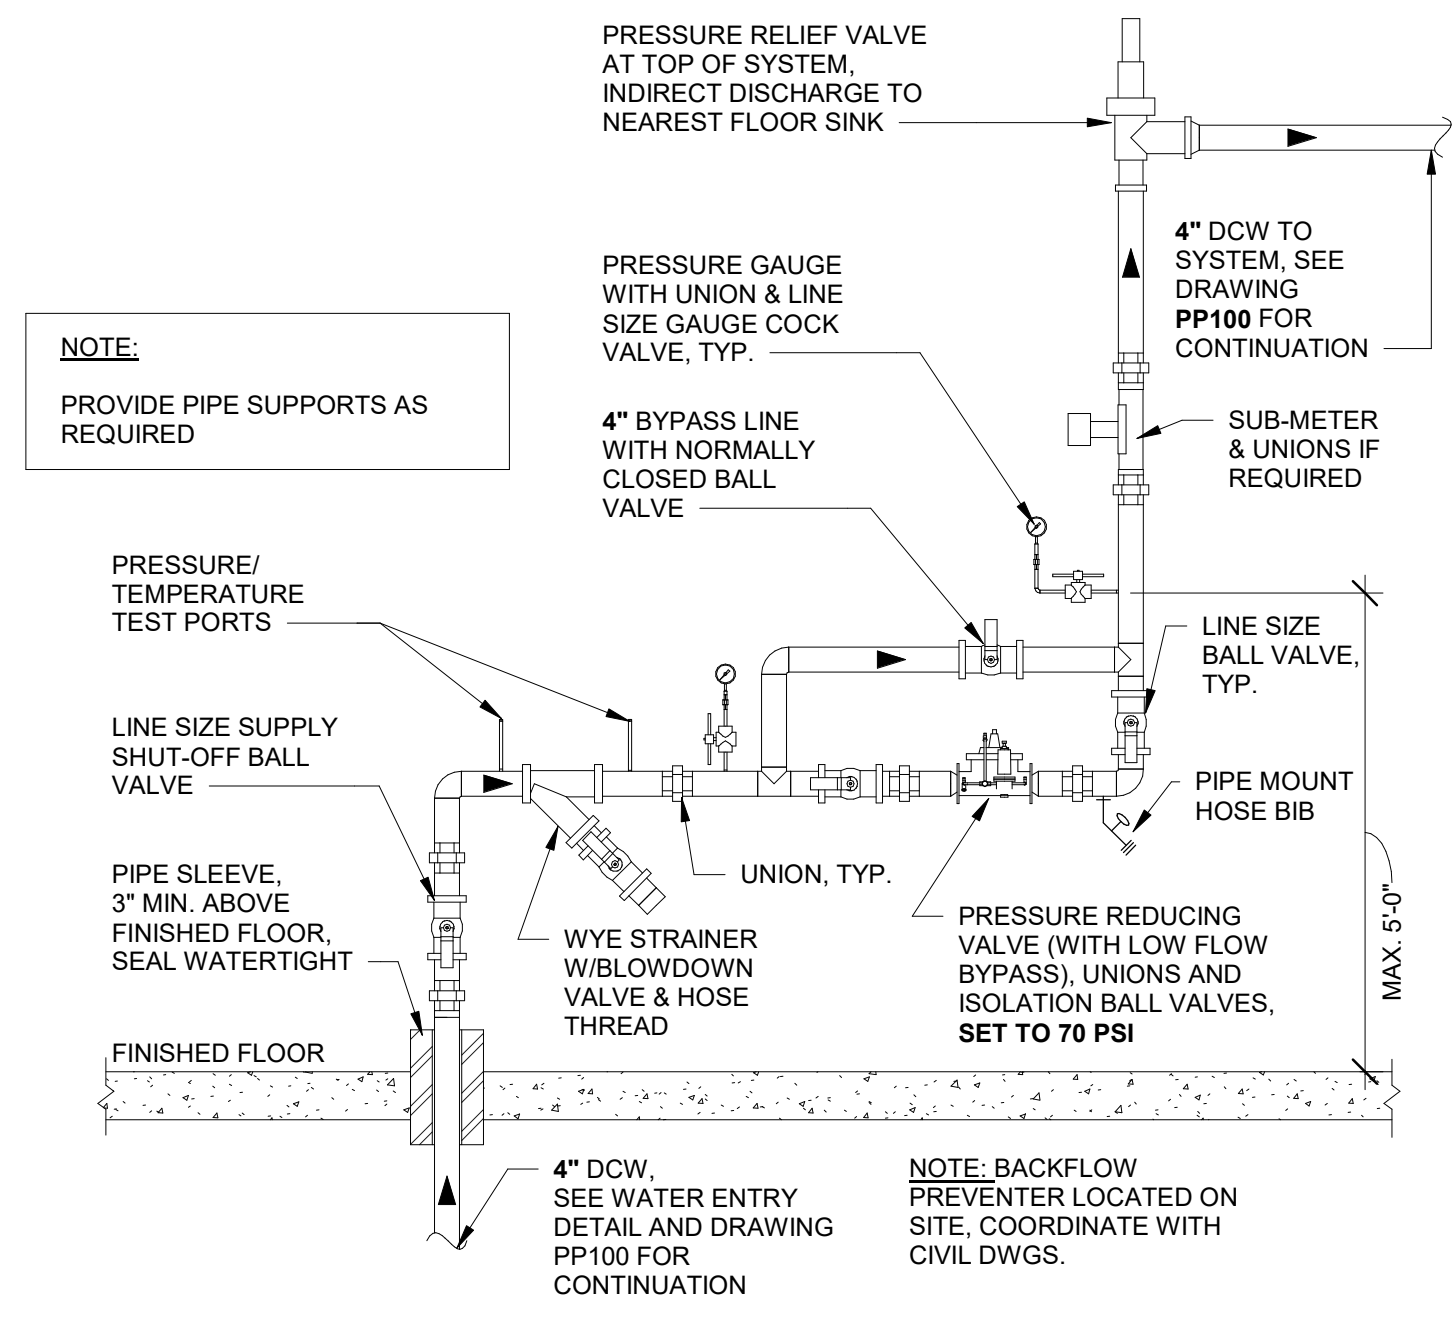 PRESSURE RELIEF VALVE
AT TOP OF SYSTEM,
INDIRECT DISCHARGE TO
NEAREST FLOOR SINK
4" DCW TO
SYSTEM, SEE
DRAWING
PP100 FOR
CONTINUATION
PRESSURE GAUGE
WITH UNION & LINE
SIZE GAUGE COCK
VALVE, TYP.
NOTE:
PROVIDE PIPE SUPPORTS AS
REQUIRED
4" BYPASS LINE
WITH NORMALLY
CLOSED BALL
VALVE
SUB-METER
& UNIONS IF
REQUIRED
PRESSURE/
TEMPERATURE
TEST PORTS
LINE SIZE
BALL VALVE,
TYP.
LINE SIZE SUPPLY
SHUT-OFF BALL
VALVE
PIPE MOUNT
HOSE BIB
PIPE SLEEVE,
3" MIN. ABOVE
FINISHED FLOOR,
SEAL WATERTIGHT
UNION, TYP.
WYE STRAINER
W/BLOWDOWN
VALVE & HOSE
THREAD
PRESSURE REDUCING
VALVE (WITH LOW FLOW
BYPASS), UNIONS AND
ISOLATION BALL VALVES,
SET TO 70 PSI
MAX. 5'-0"
FINISHED FLOOR
4" DCW,
SEE WATER ENTRY
DETAIL AND DRAWING
PP100 FOR
CONTINUATION
NOTE: BACKFLOW
PREVENTER LOCATED ON
SITE, COORDINATE WITH
CIVIL DWGS.